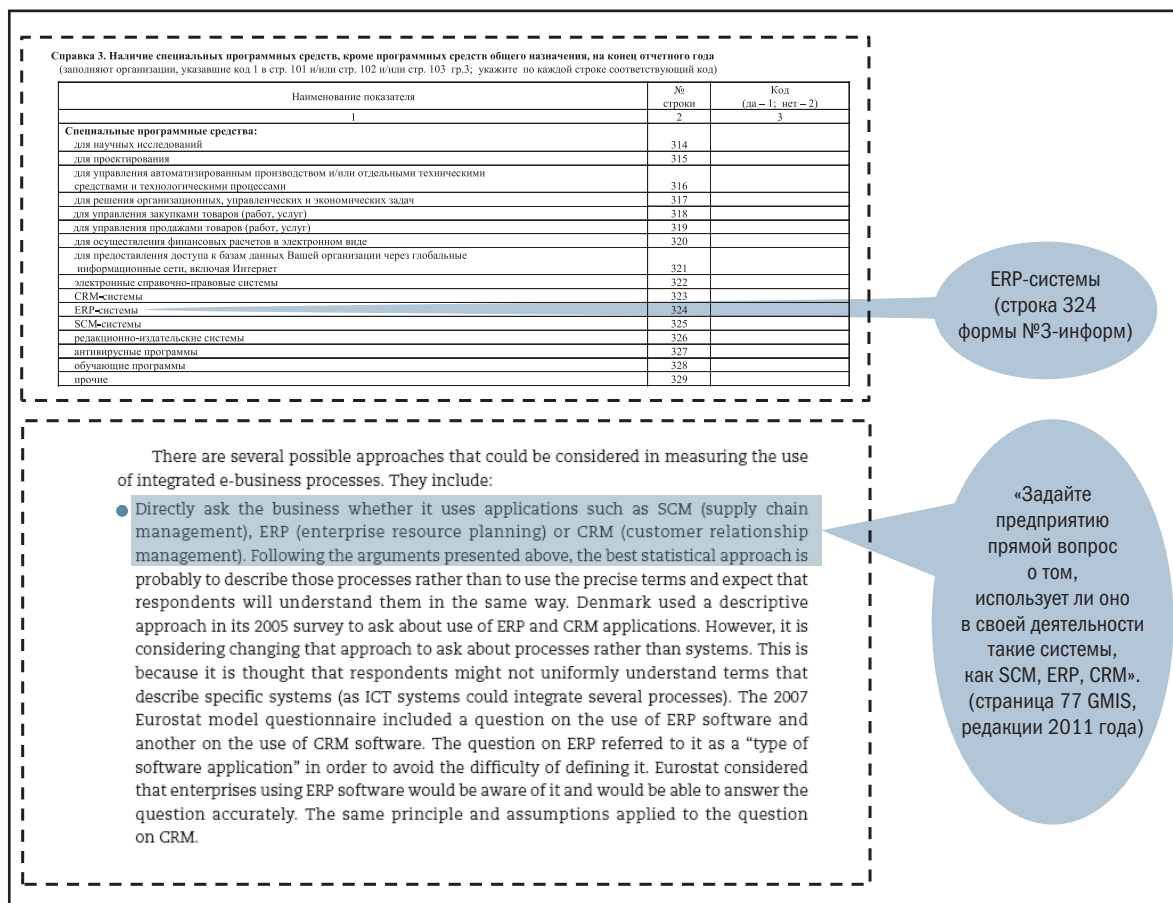 Справка 3. Наличие специальных программных средств, кроме программных средств общего назначения, на конец отчетного года
(заполняют организации, указавшие код 1 в стр. 101 и/или стр. 102 и/или стр. 103 гр.3; укажите по каждой строке соответствующий код)
Наименование показателя
№
строки
Код
(да – 1; нет – 2)
1 2 3
Специальные программные средства:
для научных исследований 314
для проектирования 315
для управления автоматизированным производством и/или отдельными техническими
средствами и технологическими процессами 316
для решения организационных, управленческих и экономических задач 317
для управления закупками товаров (работ, услуг) 318
для управления продажами товаров (работ, услуг) 319
для осуществления финансовых расчетов в электронном виде 320
для предоставления доступа к базам данных Вашей организации через глобальные
информационные сети, включая Интернет 321
электронные справочно-правовые системы 322
CRM-системы 323
ERP-системы 324
SCM-системы 325
редакционно-издательские системы 326
антивирусные программы 327
обучающие программы 328
прочие 329
ERP-системы
(строка 324
формы №3-информ)
There are several possible approaches that could be considered in measuring the use
of integrated e-business processes. They include:
● Directly ask the business whether it uses applications such as SCM (supply chain
management), ERP (enterprise resource planning) or CRM (customer relationship
management). Following the arguments presented above, the best statistical approach is
probably to describe those processes rather than to use the precise terms and expect that
respondents will understand them in the same way. Denmark used a descriptive
approach in its 2005 survey to ask about use of ERP and CRM applications. However, it is
considering changing that approach to ask about processes rather than systems. This is
because it is thought that respondents might not uniformly understand terms that
describe specific systems (as ICT systems could integrate several processes). The 2007
Eurostat model questionnaire included a question on the use of ERP software and
another on the use of CRM software. The question on ERP referred to it as a “type of
software application” in order to avoid the difficulty of defining it. Eurostat considered
that enterprises using ERP software would be aware of it and would be able to answer the
question accurately. The same principle and assumptions applied to the question
on CRM.
«Задайте
предприятию
прямой вопрос
о том,
использует ли оно
в своей деятельности
такие системы,
как SCM, ERP, CRM».
(страница 77 GMIS,
редакции 2011 года)